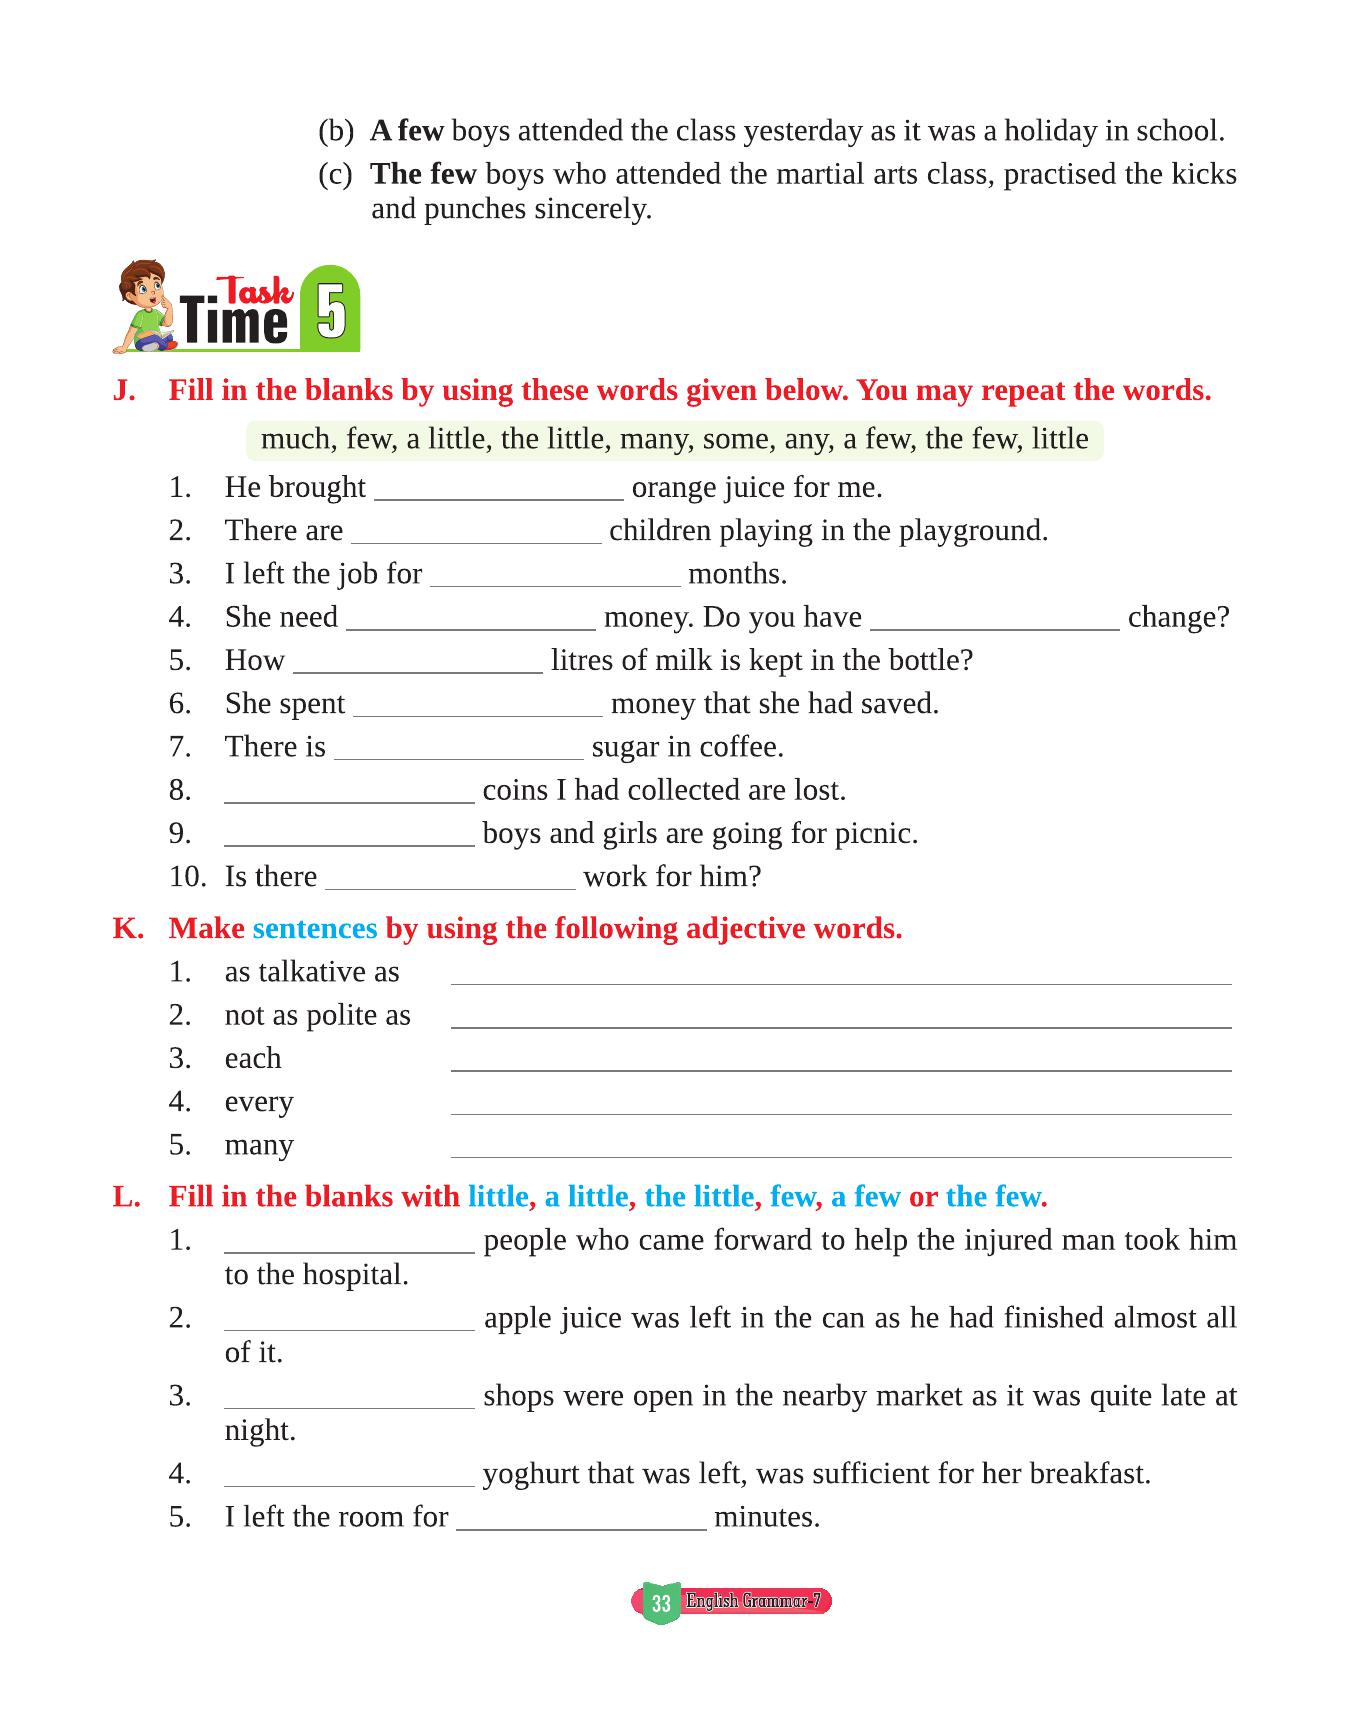 (b) A few boys attended the class yesterday as it was a holiday in school.
(c) The few boys who attended the martial arts class, practised the kicks
and punches sincerely.
Task
Time 5
J. Fill in the blanks by using these words given below. You may repeat the words.
much, few, a little, the little, many, some, any, a few, the few, little
1. He brought ________________ orange juice for me.
2. There are ________________ children playing in the playground.
3. I left the job for ________________ months.
4. She need ________________ money. Do you have ________________ change?
5. How ________________ litres of milk is kept in the bottle?
6. She spent ________________ money that she had saved.
7. There is ________________ sugar in coffee.
8. ________________ coins I had collected are lost.
9. ________________ boys and girls are going for picnic.
10. Is there ________________ work for him?
K. Make sentences by using the following adjective words.
1. as talkative as ________________
2. not as polite as ________________
3. each ________________
4. every ________________
5. many ________________
L. Fill in the blanks with little, a little, the little, few, a few or the few.
1. ________________ people who came forward to help the injured man took him
to the hospital.
2. ________________ apple juice was left in the can as he had finished almost all
of it.
3. ________________ shops were open in the nearby market as it was quite late at
night.
4. ________________ yoghurt that was left, was sufficient for her breakfast.
5. I left the room for ________________ minutes.
33 English Grammar-7